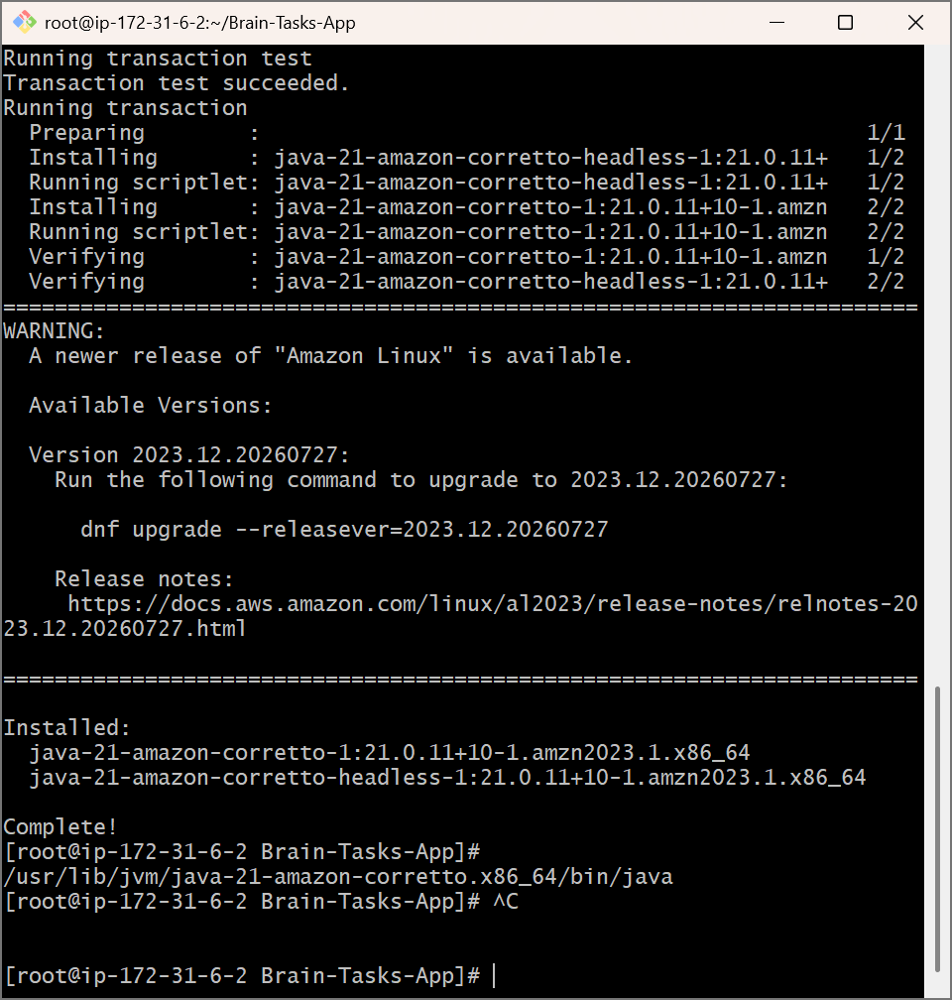 root@ip-172-31-6-2:~/Brain-Tasks-App
Running transaction test
Transaction test succeeded.
Running transaction
  Preparing        :                                               1/1
  Installing       : java-21-amazon-corretto-headless-1:21.0.11+   1/2
  Running scriptlet: java-21-amazon-corretto-headless-1:21.0.11+   1/2
  Installing       : java-21-amazon-corretto-1:21.0.11+10-1.amzn   2/2
  Running scriptlet: java-21-amazon-corretto-1:21.0.11+10-1.amzn   2/2
  Verifying        : java-21-amazon-corretto-1:21.0.11+10-1.amzn   1/2
  Verifying        : java-21-amazon-corretto-headless-1:21.0.11+   2/2
=======================================================================
WARNING:
  A newer release of "Amazon Linux" is available.

  Available Versions:

  Version 2023.12.20260727:
    Run the following command to upgrade to 2023.12.20260727:

      dnf upgrade --releasever=2023.12.20260727

    Release notes:
     https://docs.aws.amazon.com/linux/al2023/release-notes/relnotes-20
23.12.20260727.html

=======================================================================

Installed:
  java-21-amazon-corretto-1:21.0.11+10-1.amzn2023.1.x86_64
  java-21-amazon-corretto-headless-1:21.0.11+10-1.amzn2023.1.x86_64

Complete!
[root@ip-172-31-6-2 Brain-Tasks-App]#
/usr/lib/jvm/java-21-amazon-corretto.x86_64/bin/java
[root@ip-172-31-6-2 Brain-Tasks-App]# ^C

[root@ip-172-31-6-2 Brain-Tasks-App]#